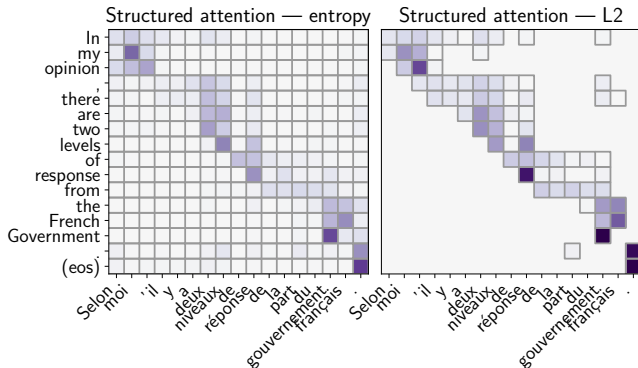 Structured attention — entropy
Structured attention — L2
In
my
opinion
,
there
are
two
levels
of
response
from
the
French
Government
.
(eos)
Selon
moi
,
il
y
a
deux
niveaux
de
réponse
de
la
part
du
gouvernement
français
.
Selon
moi
,
il
y
a
deux
niveaux
de
réponse
de
la
part
du
gouvernement
français
.